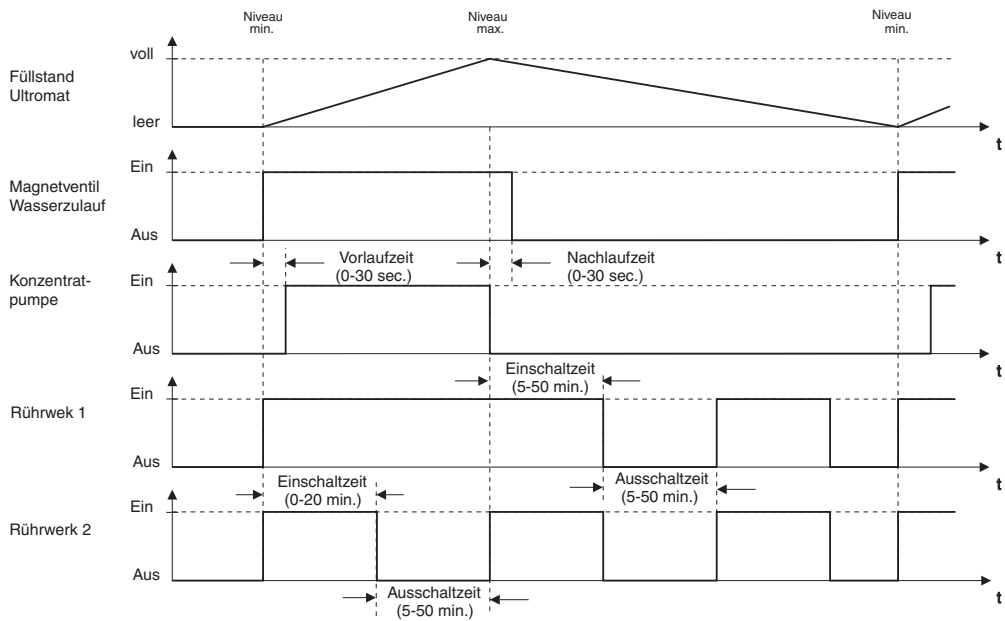 Niveau
min.
Niveau
max.
Niveau
min.
Füllstand
Ultromat
voll
leer
t
Magnetventil
Wasserzulauf
Ein
Aus
t
Vorlaufzeit
(0-30 sec.)
Nachlaufzeit
(0-30 sec.)
Konzentrat-
pumpe
Ein
Aus
t
Einschaltzeit
(5-50 min.)
Rührwek 1
Ein
Aus
t
Einschaltzeit
(0-20 min.)
Ausschaltzeit
(5-50 min.)
Rührwerk 2
Ein
Aus
t
Ausschaltzeit
(5-50 min.)